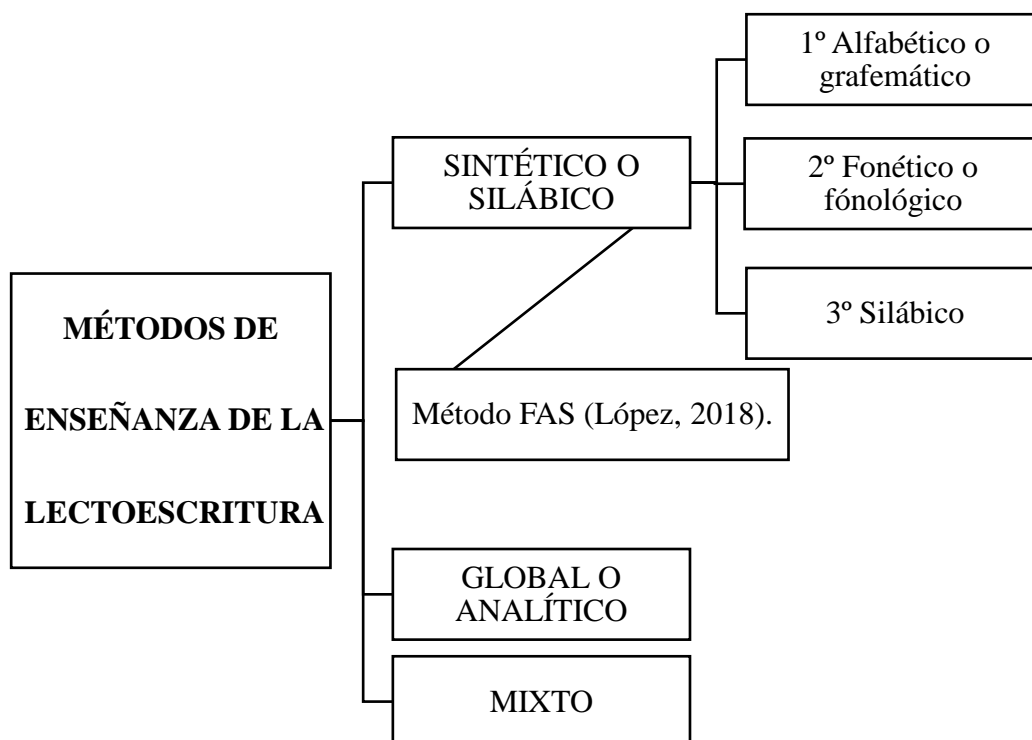 1º Alfabético o
grafemático
SINTÉTICO O
SILÁBICO
2º Fonético o
fónológico
3º Silábico
MÉTODOS DE
ENSEÑANZA DE LA
LECTOESCRITURA
Método FAS (López, 2018).
GLOBAL O
ANALÍTICO
MIXTO